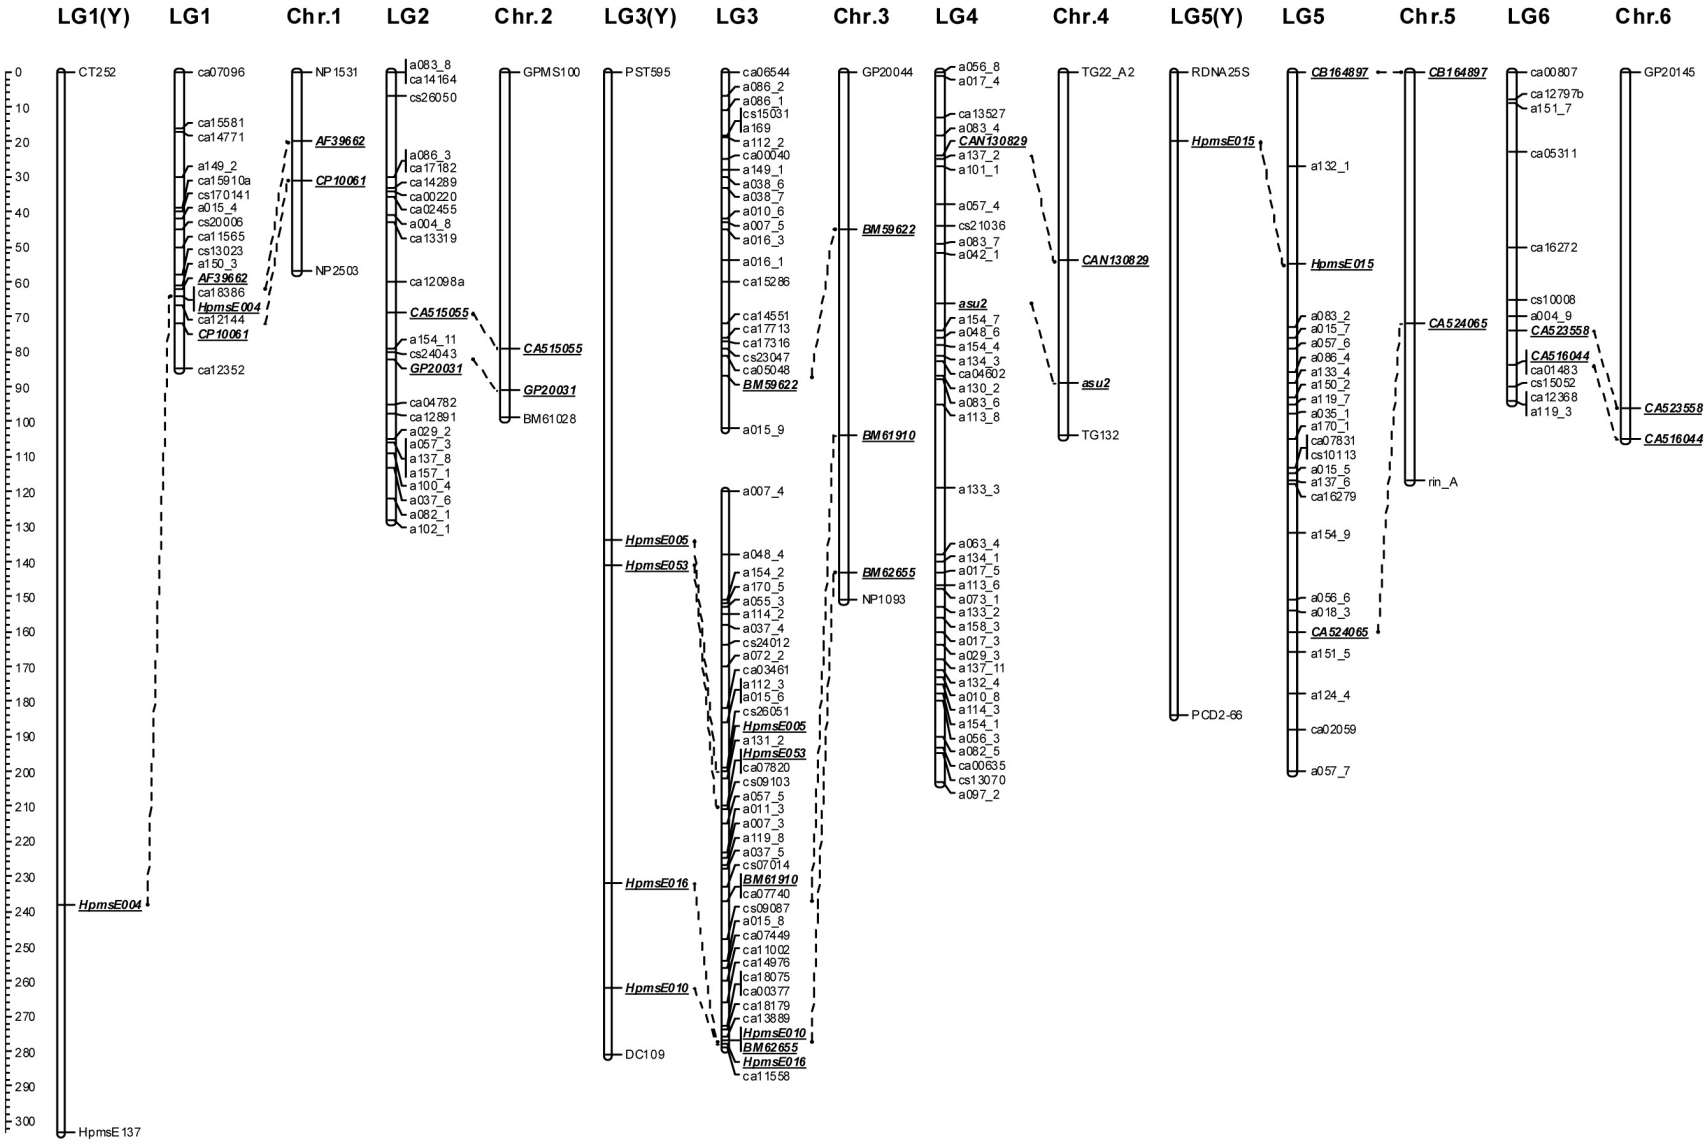 LG1(Y) LG1 Chr.1 LG2 Chr.2 LG3(Y) LG3 Chr.3 LG4 Chr.4 LG5(Y) LG5 Chr.5 LG6 Chr.6
0
10
20
30
40
50
60
70
80
90
100
110
120
130
140
150
160
170
180
190
200
210
220
230
240
250
260
270
280
290
300
CT252
HpmsE004
HpmsE137
ca07096
ca15581
ca14771
a149_2
ca15910a
cs170141
a015_4
cs20006
ca11565
cs13023
a150_3
AF39662
ca18386
HpmsE004
ca12144
CP10061
ca12352
NP1531
AF39662
CP10061
NP2503
a083_8
ca14164
cs26050
a086_3
ca17182
ca14289
ca00220
ca02455
a004_8
ca13319
ca12098a
CA515055
a154_11
cs24043
GP20031
ca04782
ca12891
a029_2
a057_3
a137_8
a157_1
a100_4
a037_6
a082_1
a102_1
GPMS100
CA515055
GP20031
BM61028
PST595
HpmsE005
HpmsE053
HpmsE016
HpmsE010
DC109
ca06544
a086_2
a086_1
cs15031
a169
a112_2
ca00040
a149_1
a038_6
a038_7
a010_6
a007_5
a016_3
a016_1
ca15286
ca14551
ca17713
ca17316
cs23047
ca05048
BM59622
a015_9
a007_4
a048_4
a154_2
a170_5
a055_3
a114_2
a037_4
cs24012
a072_2
ca03461
a112_3
a015_6
cs26051
HpmsE005
a131_2
HpmsE053
ca07820
cs09103
a057_5
a011_3
a007_3
a119_8
a037_5
cs07014
BM61910
ca07740
cs09087
a015_8
ca07449
ca11002
ca14976
ca18075
ca00377
ca18179
ca13889
HpmsE010
BM62655
HpmsE016
ca11558
GP20044
BM59622
BM61910
BM62655
NP1093
a056_8
a017_4
ca13527
a083_4
CAN130829
a137_2
a101_1
a057_4
cs21036
a083_7
a042_1
asu2
a154_7
a048_6
a154_4
a134_3
ca04602
a130_2
a083_6
a113_8
a133_3
a063_4
a134_1
a017_5
a113_6
a073_1
a133_2
a158_3
a017_3
a029_3
a137_11
a132_4
a010_8
a114_3
a154_1
a056_3
a082_5
ca00635
cs13070
a097_2
TG22_A2
CAN130829
asu2
TG132
RDNA25S
HpmsE015
PCD2-66
CB164897
a132_1
HpmsE015
a083_2
a015_7
a057_6
a086_4
a133_4
a150_2
a119_7
a035_1
a170_1
ca07831
cs10113
a015_5
a137_6
ca16279
a154_9
a056_6
a018_3
CA524065
a151_5
a124_4
ca02059
a057_7
CB164897
CA524065
rin_A
ca00807
ca12797b
a151_7
ca05311
ca16272
cs10008
a004_9
CA523558
CA516044
ca01483
cs15052
ca12368
a119_3
GP20145
CA523558
CA516044